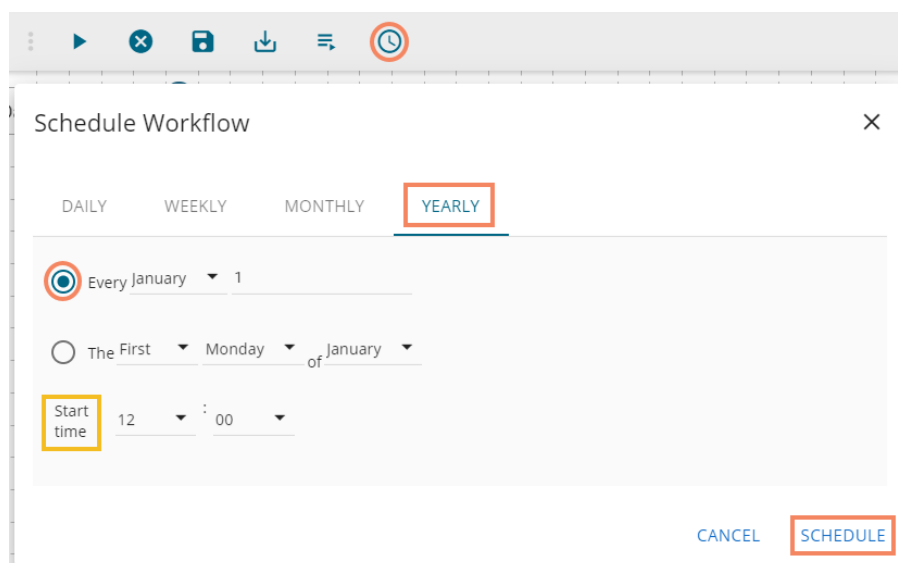 Schedule Workflow
DAILY WEEKLY MONTHLY YEARLY
Every January 1
The First Monday of January
Start time 12 : 00
CANCEL SCHEDULE